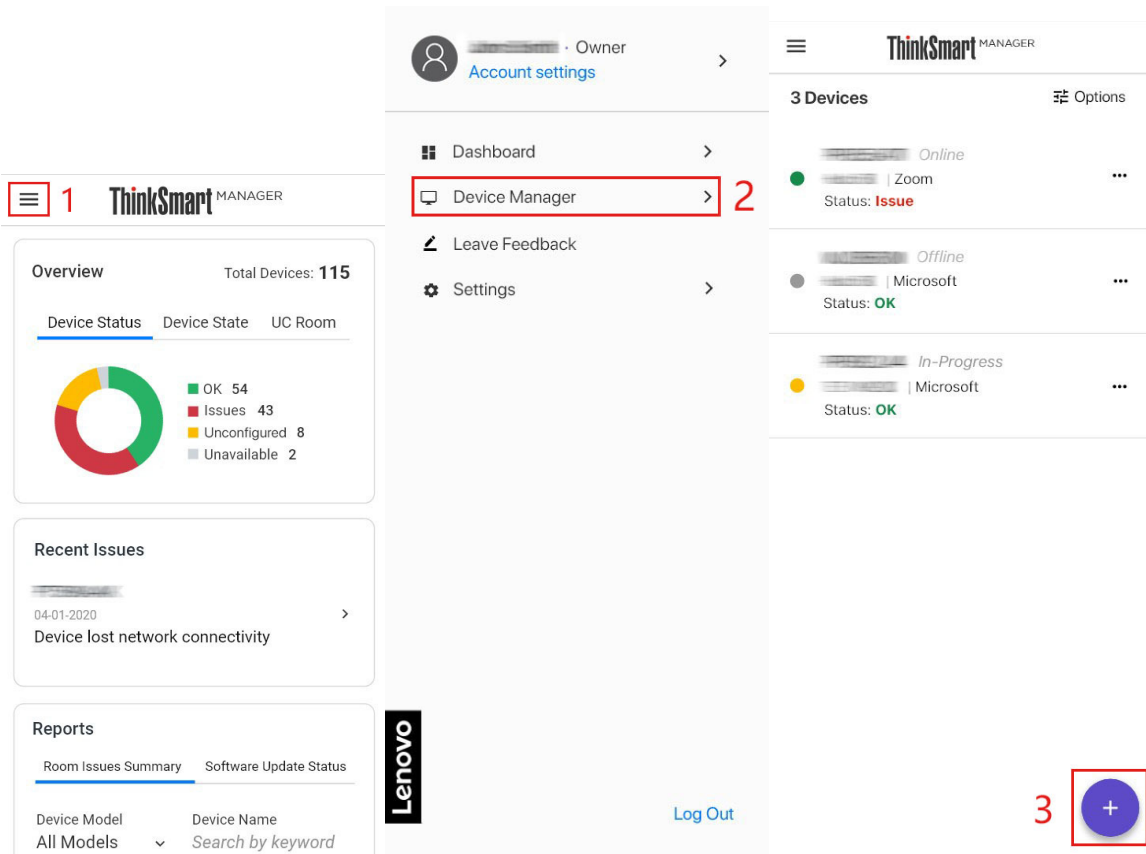 1
ThinkSmart MANAGER
Overview
Total Devices: 115
Device Status Device State UC Room
OK 54
Issues 43
Unconfigured 8
Unavailable 2
Recent Issues
04-01-2020
Device lost network connectivity
Reports
Room Issues Summary Software Update Status
Device Model Device Name
All Models Search by keyword
· Owner
Account settings
Dashboard
Device Manager
2
Leave Feedback
Settings
Lenovo
Log Out
ThinkSmart MANAGER
3 Devices
Options
Online
| Zoom
Status: Issue
Offline
| Microsoft
Status: OK
In-Progress
| Microsoft
Status: OK
3
+